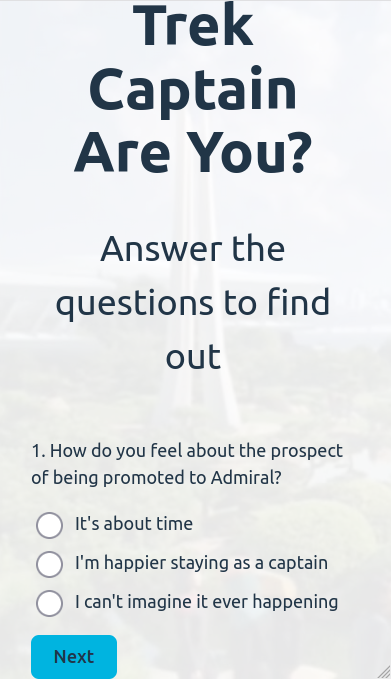 Trek
Captain
Are You?
Answer the
questions to find
out
1. How do you feel about the prospect
of being promoted to Admiral?
It's about time
I'm happier staying as a captain
I can't imagine it ever happening
Next